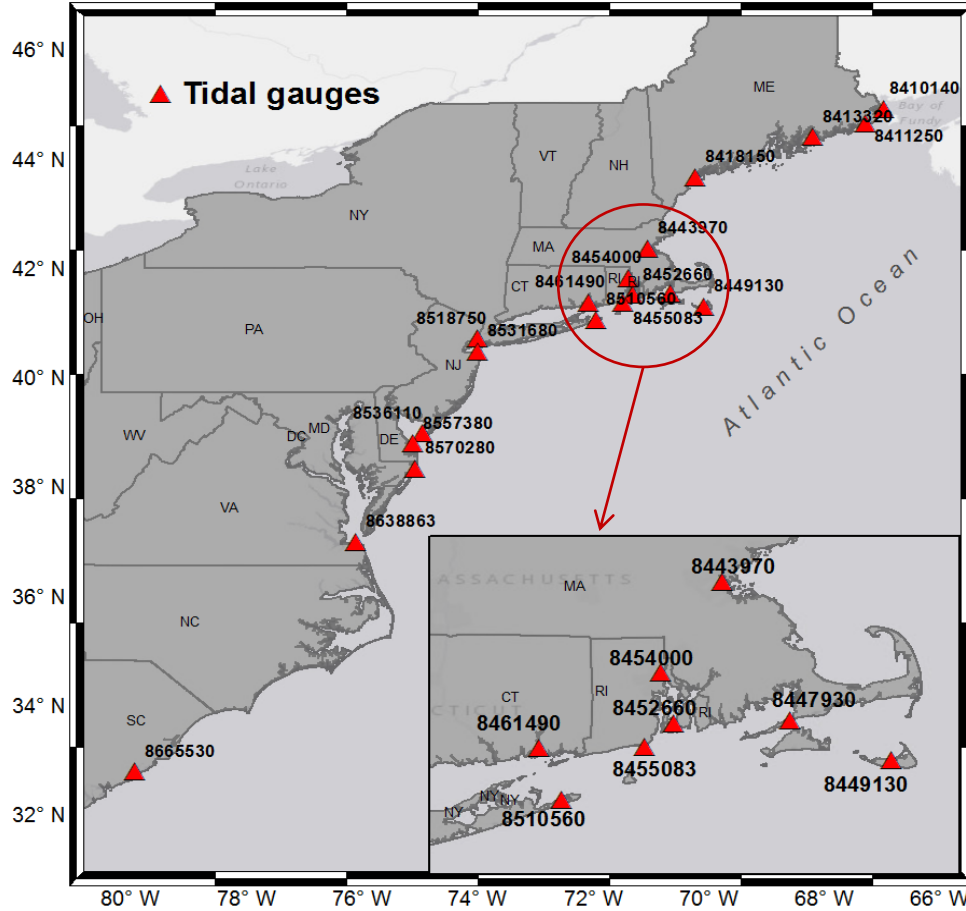 46° N
44° N
42° N
40° N
38° N
36° N
34° N
32° N
80° W
78° W
76° W
74° W
72° W
70° W
68° W
66° W
Tidal gauges
ME
8410140
Bay of
Fundy
8413320
8411250
8418150
VT
NH
Lake
Ontario
NY
8443970
MA
8454000
8461490
RI
RI
8452660
8449130
CT
8510560
8455083
8518750
8531680
OH
PA
NJ
8536110
8557380
8570280
WV
DC
MD
DE
VA
8638863
NC
SC
8665530
Atlantic Ocean
8443970
ASSACHUSETTS
MA
8454000
CT
RI
8452660
RI
8447930
CTICUT
8461490
8455083
8449130
NY
NY
NY
8510560